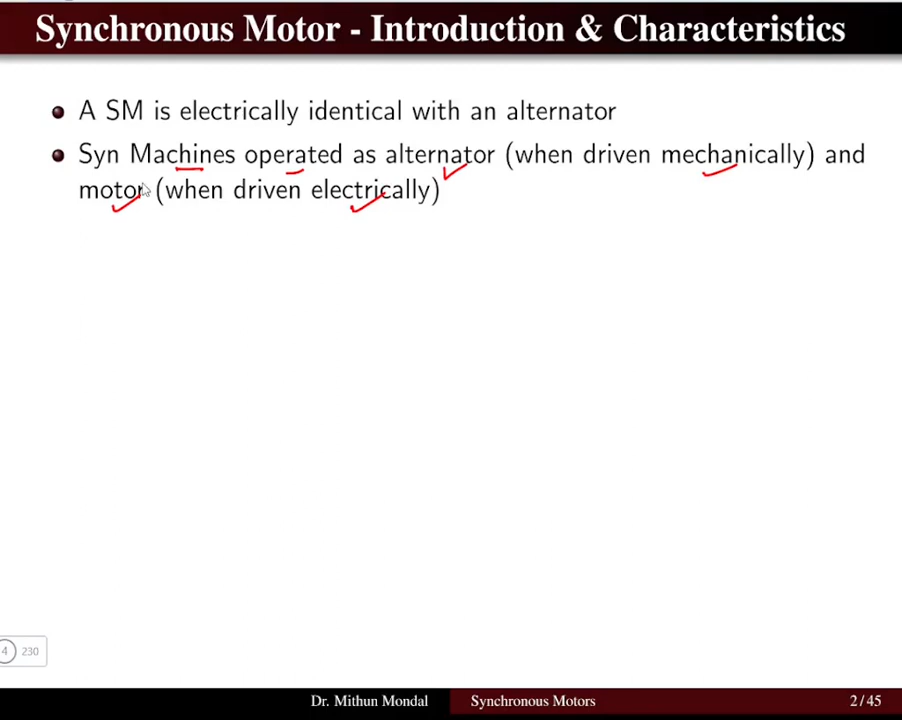 Synchronous Motor - Introduction & Characteristics
A SM is electrically identical with an alternator
Syn Machines operated as alternator (when driven mechanically) and
motor (when driven electrically)
4 230
Dr. Mithun Mondal Synchronous Motors 2 / 45